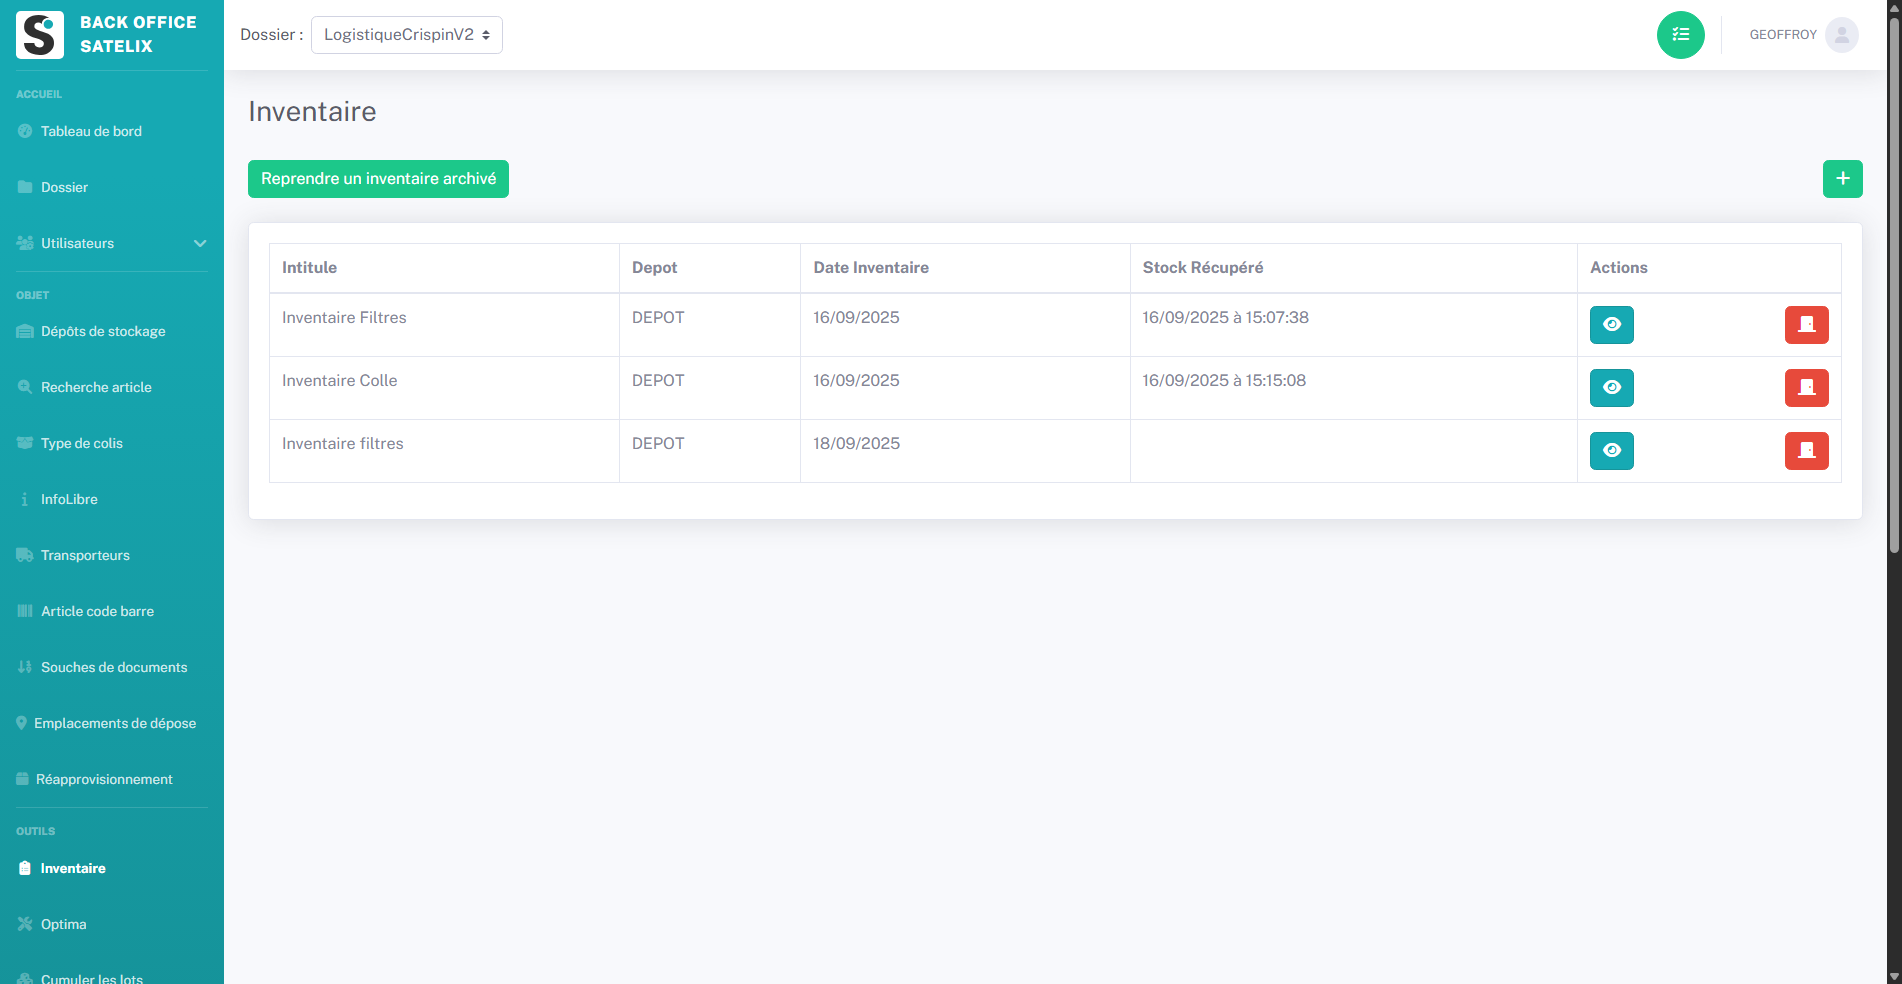 BACK OFFICE
SATELIX
ACCUEIL
Tableau de bord
Dossier
Utilisateurs
OBJET
Dépôts de stockage
Recherche article
Type de colis
InfoLibre
Transporteurs
Article code barre
Souches de documents
Emplacements de dépose
Réapprovisionnement
OUTILS
Inventaire
Optima
Cumuler les lots
Dossier : LogistiqueCrispinV2
GEOFFROY
Inventaire
Reprendre un inventaire archivé
+
Intitule Depot Date Inventaire Stock Récupéré Actions
Inventaire Filtres DEPOT 16/09/2025 16/09/2025 à 15:07:38
Inventaire Colle DEPOT 16/09/2025 16/09/2025 à 15:15:08
Inventaire filtres DEPOT 18/09/2025